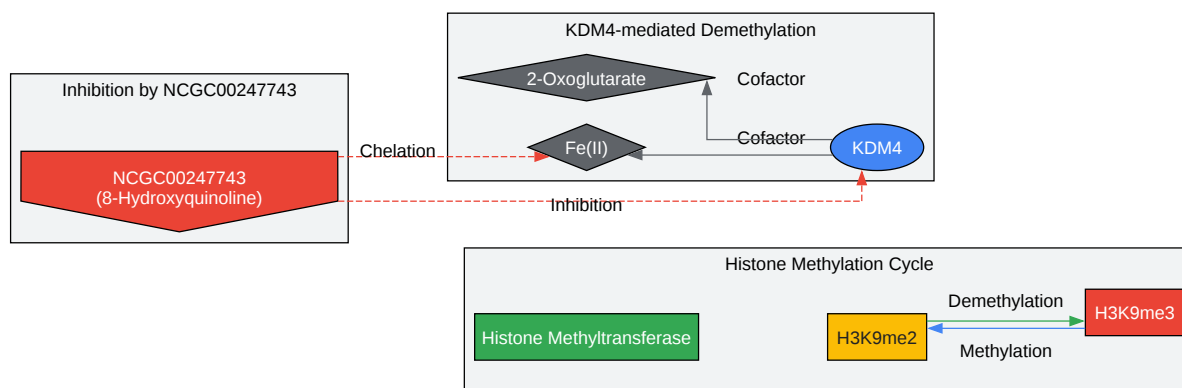 KDM4-mediated Demethylation
2-Oxoglutarate
Cofactor
Inhibition by NCGC00247743
Cofactor
Fe(II)
KDM4
Chelation
NCGC00247743
(8-Hydroxyquinoline)
Inhibition
Histone Methylation Cycle
Demethylation
H3K9me3
Histone Methyltransferase
H3K9me2
Methylation